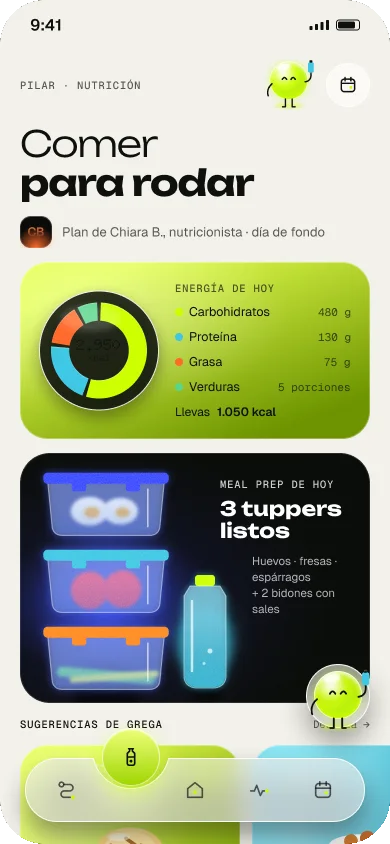 9:41
PILAR · NUTRICIÓN
Comer
para rodar
CB
Plan de Chiara B., nutricionista · día de fondo
ENERGÍA DE HOY
Carbohidratos 480 g
Proteína 130 g
Grasa 75 g
Verduras 5 porciones
2,950
Llevas 1.050 kcal
MEAL PREP DE HOY
3 tuppers
listos
Huevos · fresas ·
espárragos
+ 2 bidones con
sales
SUGERENCIAS DE GREGA